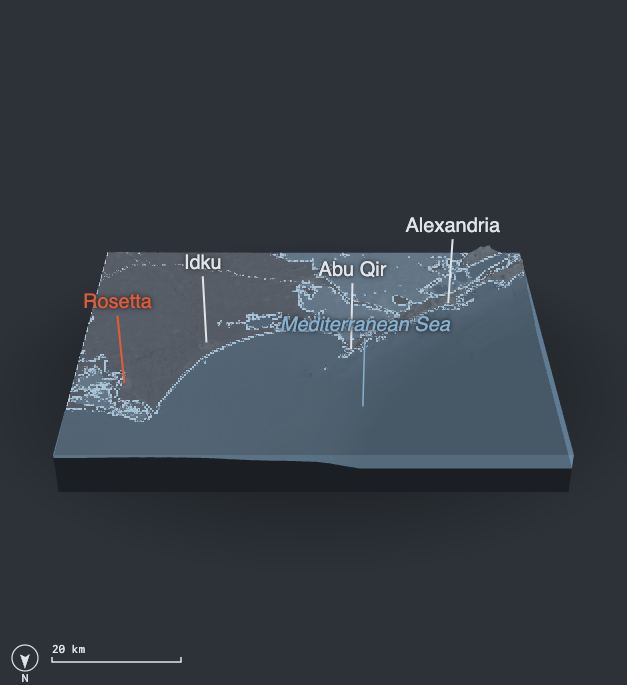 Alexandria
Idku
Abu Qir
Rosetta
Mediterranean Sea
20 km
N